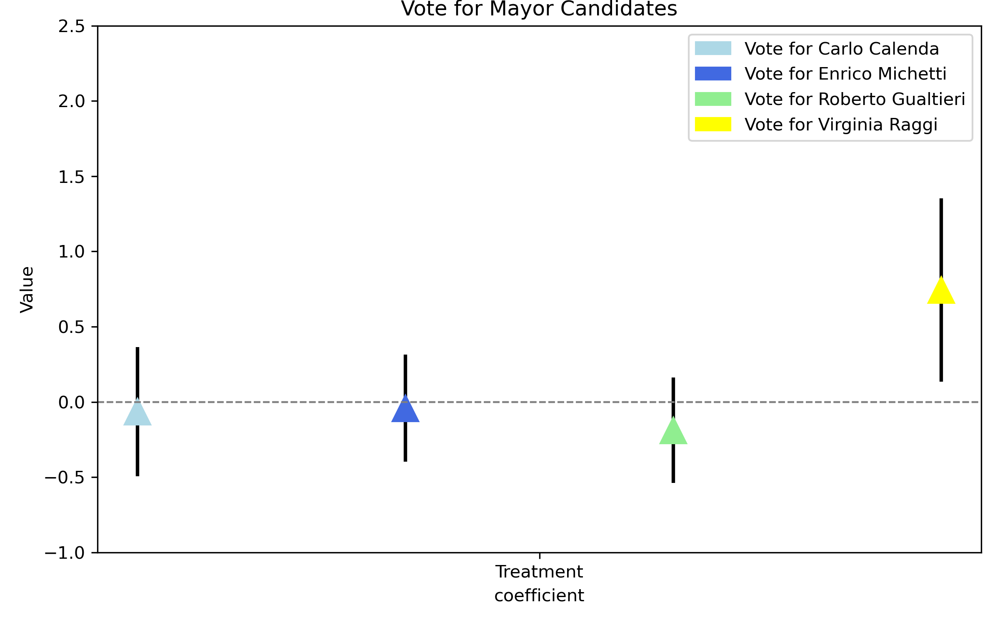 Vote for Mayor Candidates
2.5
2.0
1.5
1.0
0.5
0.0
−0.5
−1.0
Value
Vote for Carlo Calenda
Vote for Enrico Michetti
Vote for Roberto Gualtieri
Vote for Virginia Raggi
Treatment
coefficient